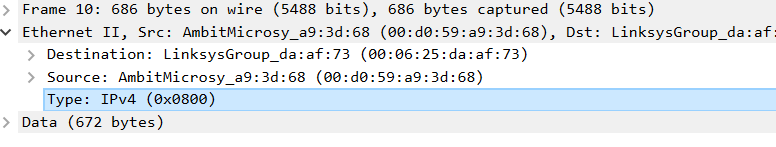 Frame 10: 686 bytes on wire (5488 bits), 686 bytes captured (5488 bits)
Ethernet II, Src: AmbitMicrosy_a9:3d:68 (00:d0:59:a9:3d:68), Dst: LinksysGroup_da:af:
Destination: LinksysGroup_da:af:73 (00:06:25:da:af:73)
Source: AmbitMicrosy_a9:3d:68 (00:d0:59:a9:3d:68)
Type: IPv4 (0x0800)
Data (672 bytes)